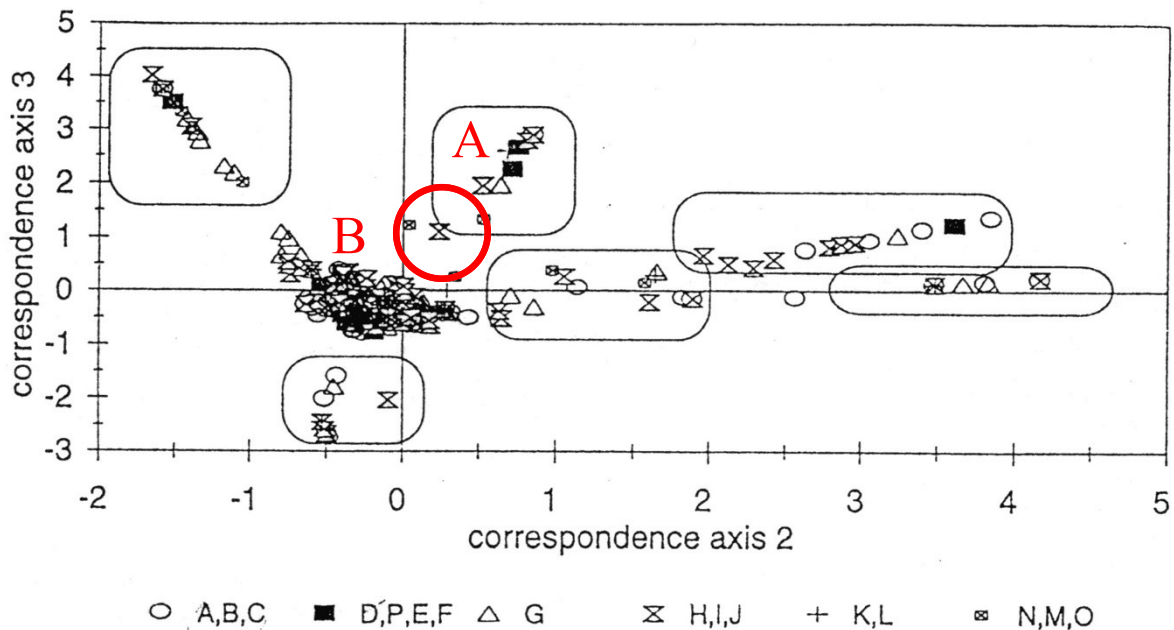 5
4
3
2
1
0
-1
-2
-3
correspondence axis 3
A
B
-2 -1 0 1 2 3 4 5
correspondence axis 2
A,B,C D,P,E,F G H,I,J K,L N,M,O